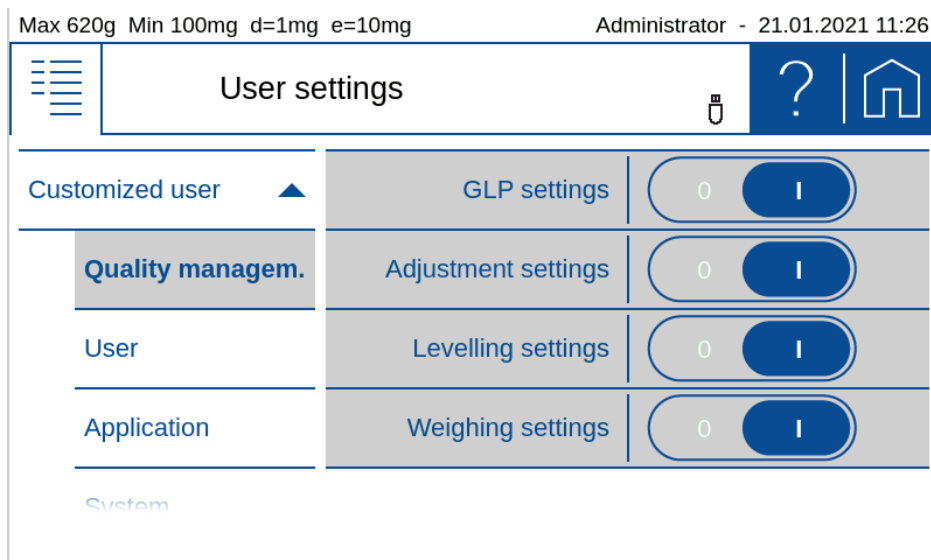 Max 620g Min 100mg d=1mg e=10mg Administrator - 21.01.2021 11:26
User settings ?
Customized user GLP settings 0 I
Quality managem. Adjustment settings 0 I
User Levelling settings 0 I
Application Weighing settings 0 I
System